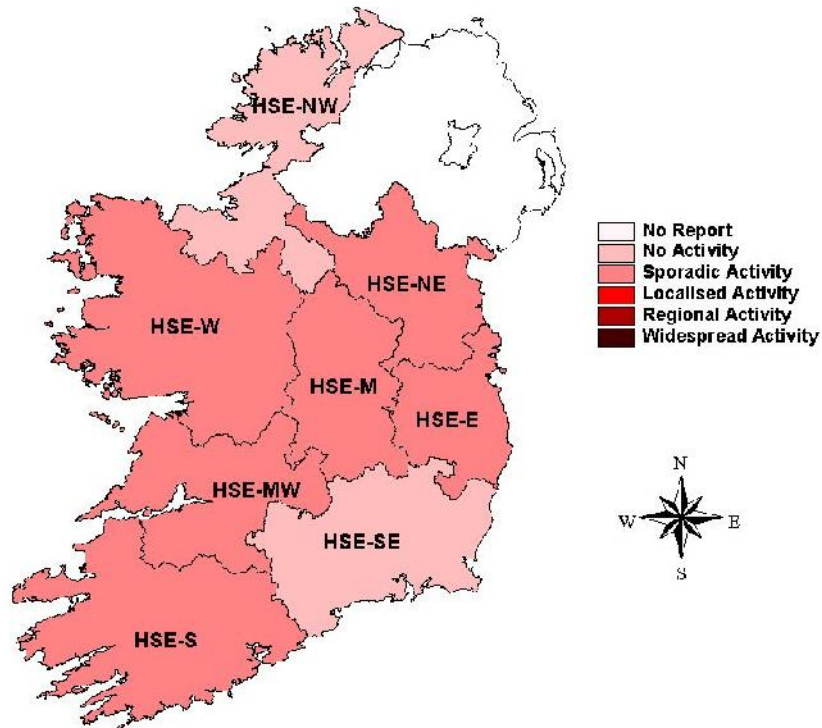 HSE-NW
No Report
No Activity
HSE-NE
Sporadic Activity
Localised Activity
HSE-W
Regional Activity
Widespread Activity
HSE-M
HSE-E
N
HSE-MW
W E
HSE-SE
S
HSE-S